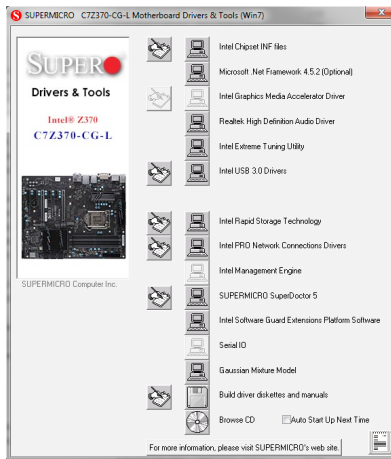 SUPERMICRO C7Z370-CG-L Motherboard Drivers & Tools (Win7)
SUPERO
Drivers & Tools
Intel® Z370
C7Z370-CG-L
SUPERMICRO Computer Inc.
Intel Chipset INF files
Microsoft .Net Framework 4.5.2 (Optional)
Intel Graphics Media Accelerator Driver
Realtek High Definition Audio Driver
Intel Extreme Tuning Utility
Intel USB 3.0 Drivers
Intel Rapid Storage Technology
Intel PRO Network Connections Drivers
Intel Management Engine
SUPERMICRO SuperDoctor 5
Intel Software Guard Extensions Platform Software
Serial IO
Gaussian Mixture Model
Build driver diskettes and manuals
Browse CD
Auto Start Up Next Time
For more information, please visit SUPERMICRO's web site.